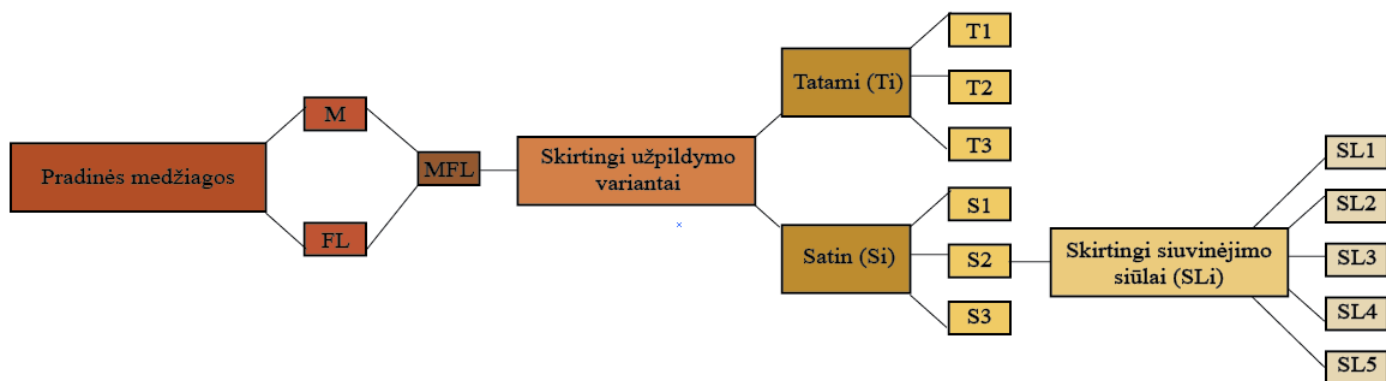 Pradinės medžiagos
M
FL
MFL
Skirtingi užpildymo
variantai
Tatami (Ti)
T1
T2
T3
Satin (Si)
S1
S2
S3
Skirtingi siuvinėjimo
siūlai (SLi)
SL1
SL2
SL3
SL4
SL5